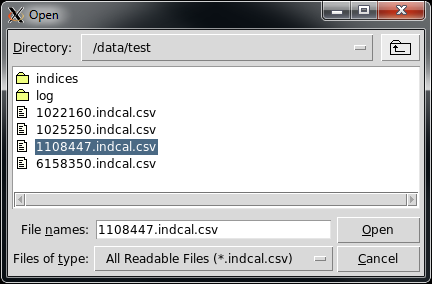 Open
Directory: /data/test
indices
log
1022160.indcal.csv
1025250.indcal.csv
1108447.indcal.csv
6158350.indcal.csv
File names: 1108447.indcal.csv Open
Files of type: All Readable Files (*.indcal.csv) Cancel